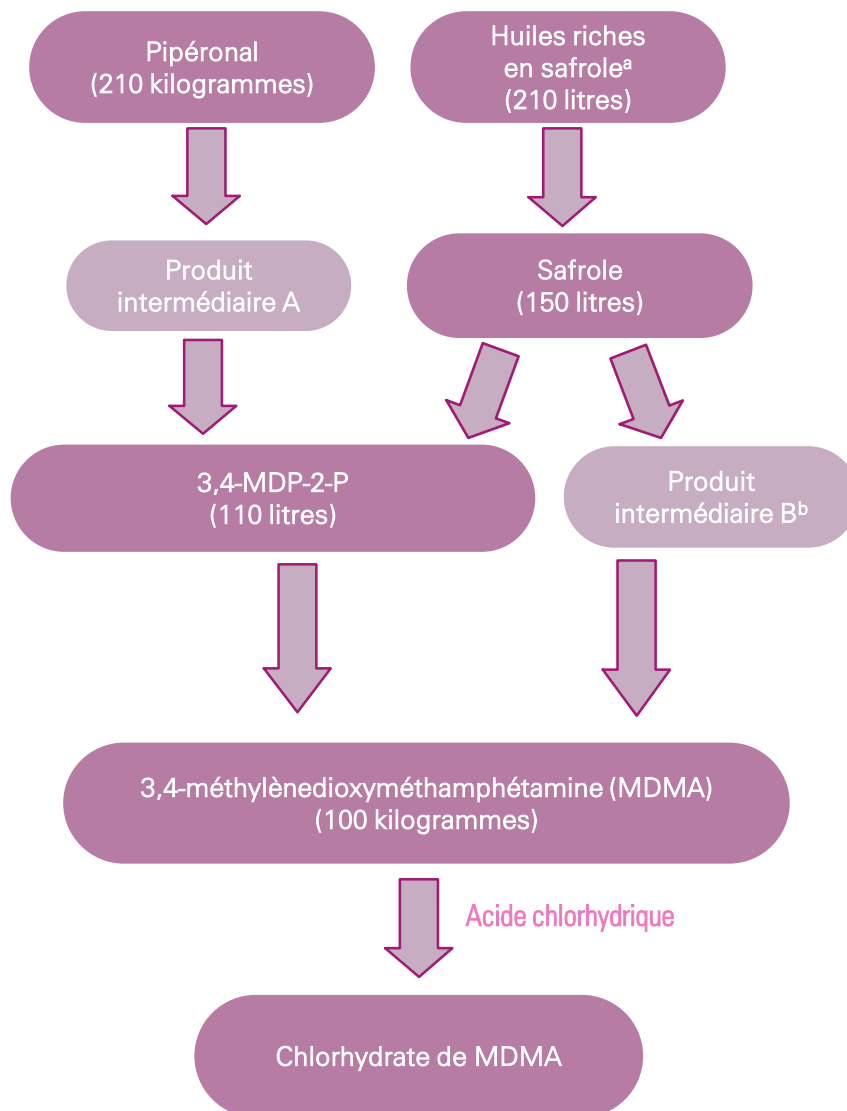 Pipéronal
(210 kilogrammes)
Huiles riches
en safroleᵃ
(210 litres)
Produit
intermédiaire A
Safrole
(150 litres)
3,4-MDP-2-P
(110 litres)
Produit
intermédiaire Bᵇ
3,4-méthylènedioxyméthamphétamine (MDMA)
(100 kilogrammes)
Acide chlorhydrique
Chlorhydrate de MDMA